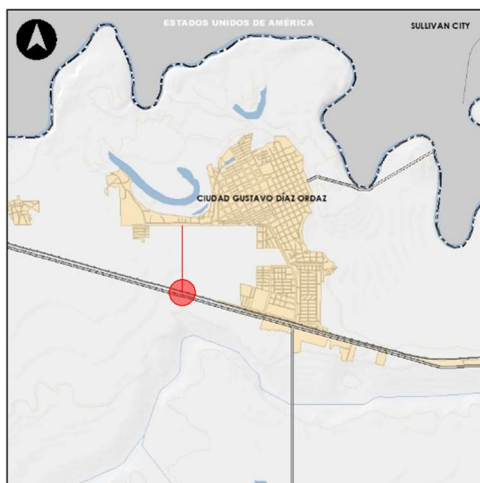 ESTADOS UNIDOS DE AMÉRICA
SULLIVAN CITY
CIUDAD GUSTAVO DÍAZ ORDAZ